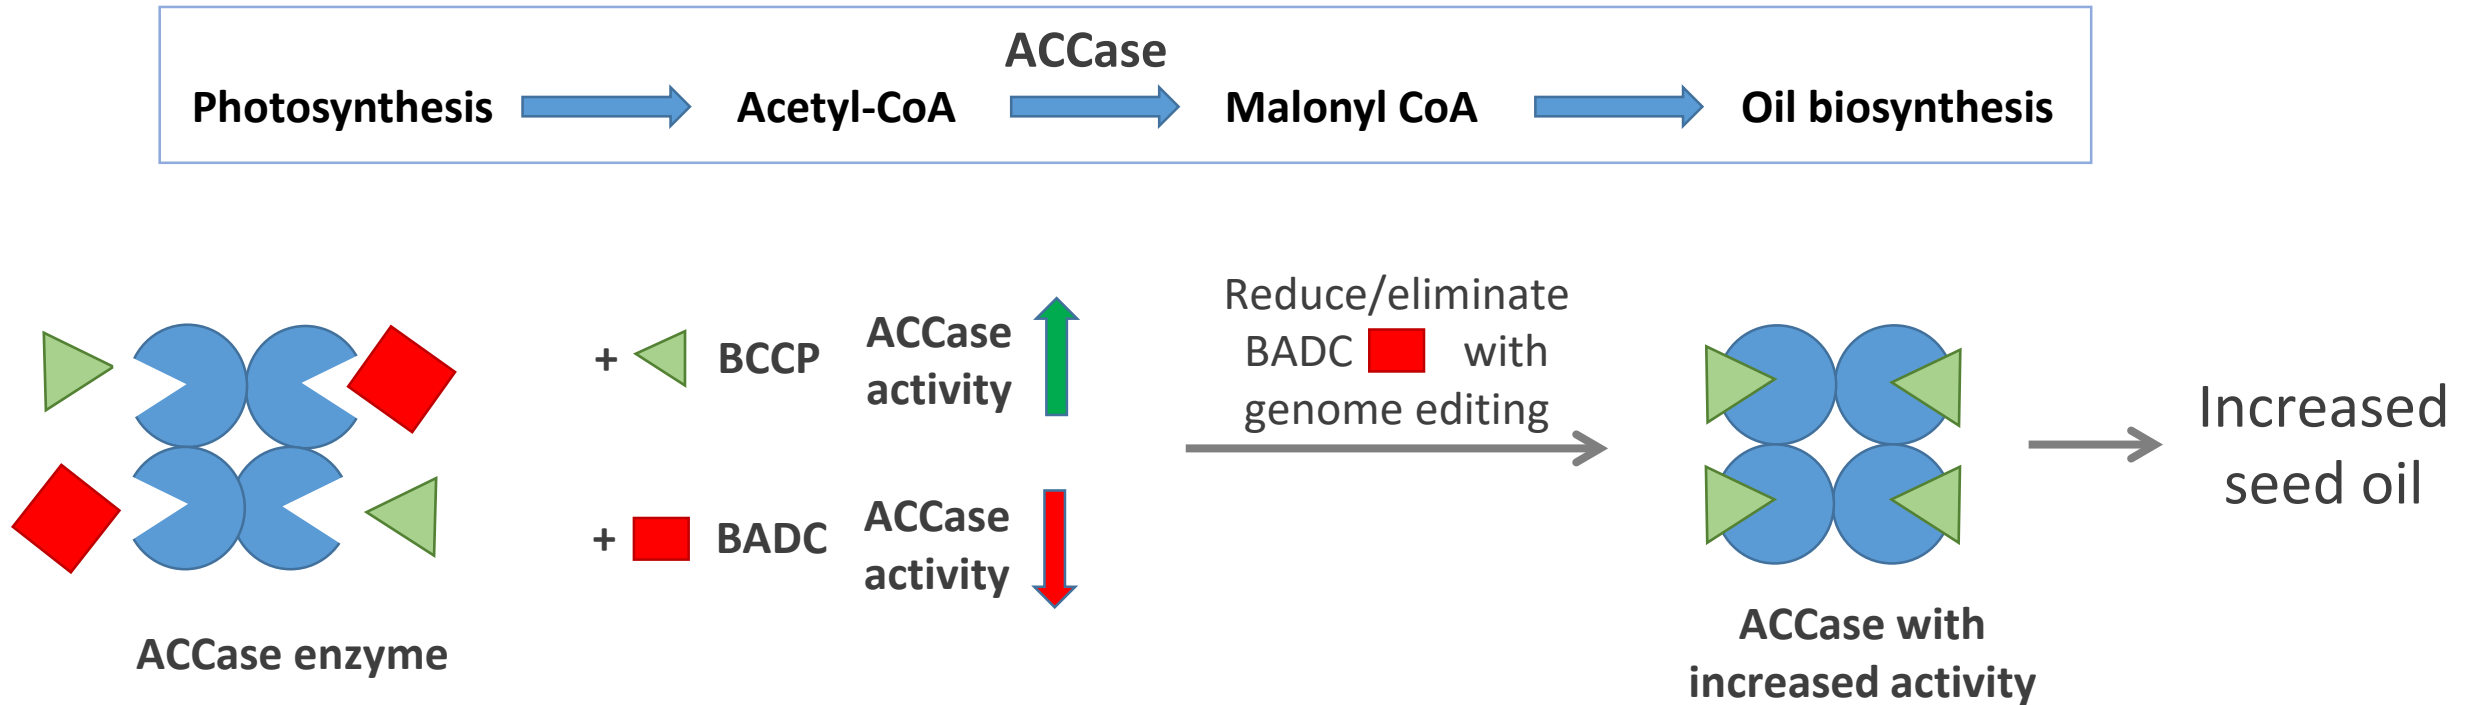 ACCase
Photosynthesis Acetyl-CoA Malonyl CoA Oil biosynthesis
+ BCCP
ACCase
activity
+ BADC
ACCase
activity
ACCase enzyme
Reduce/eliminate
BADC with
genome editing
ACCase with
increased activity
Increased
seed oil